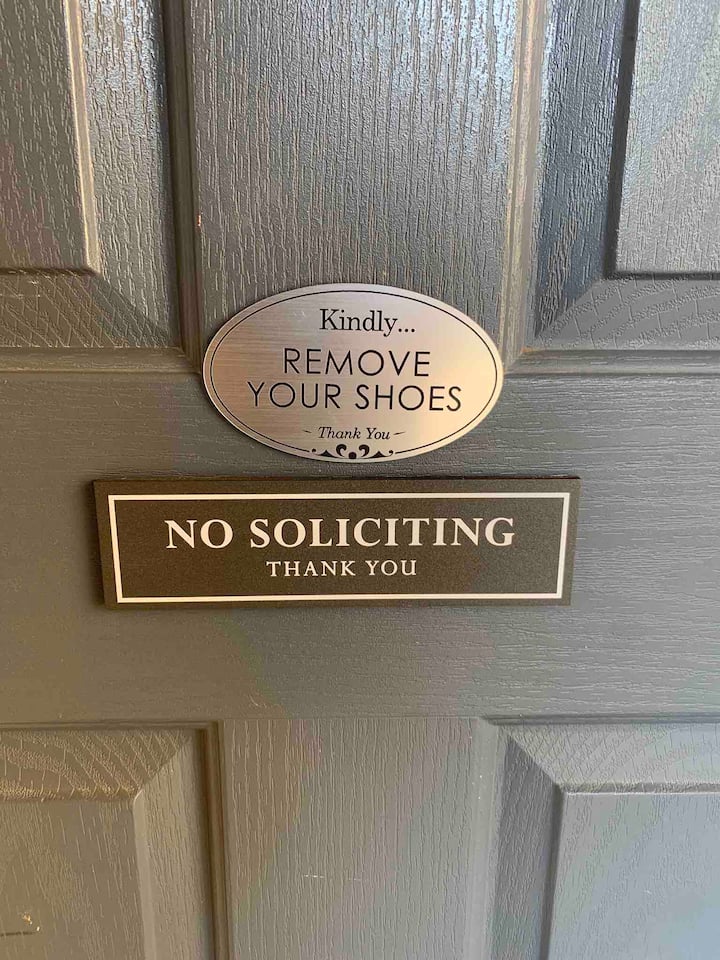 Kindly...
REMOVE
YOUR SHOES
~ Thank You ~
NO SOLICITING
THANK YOU